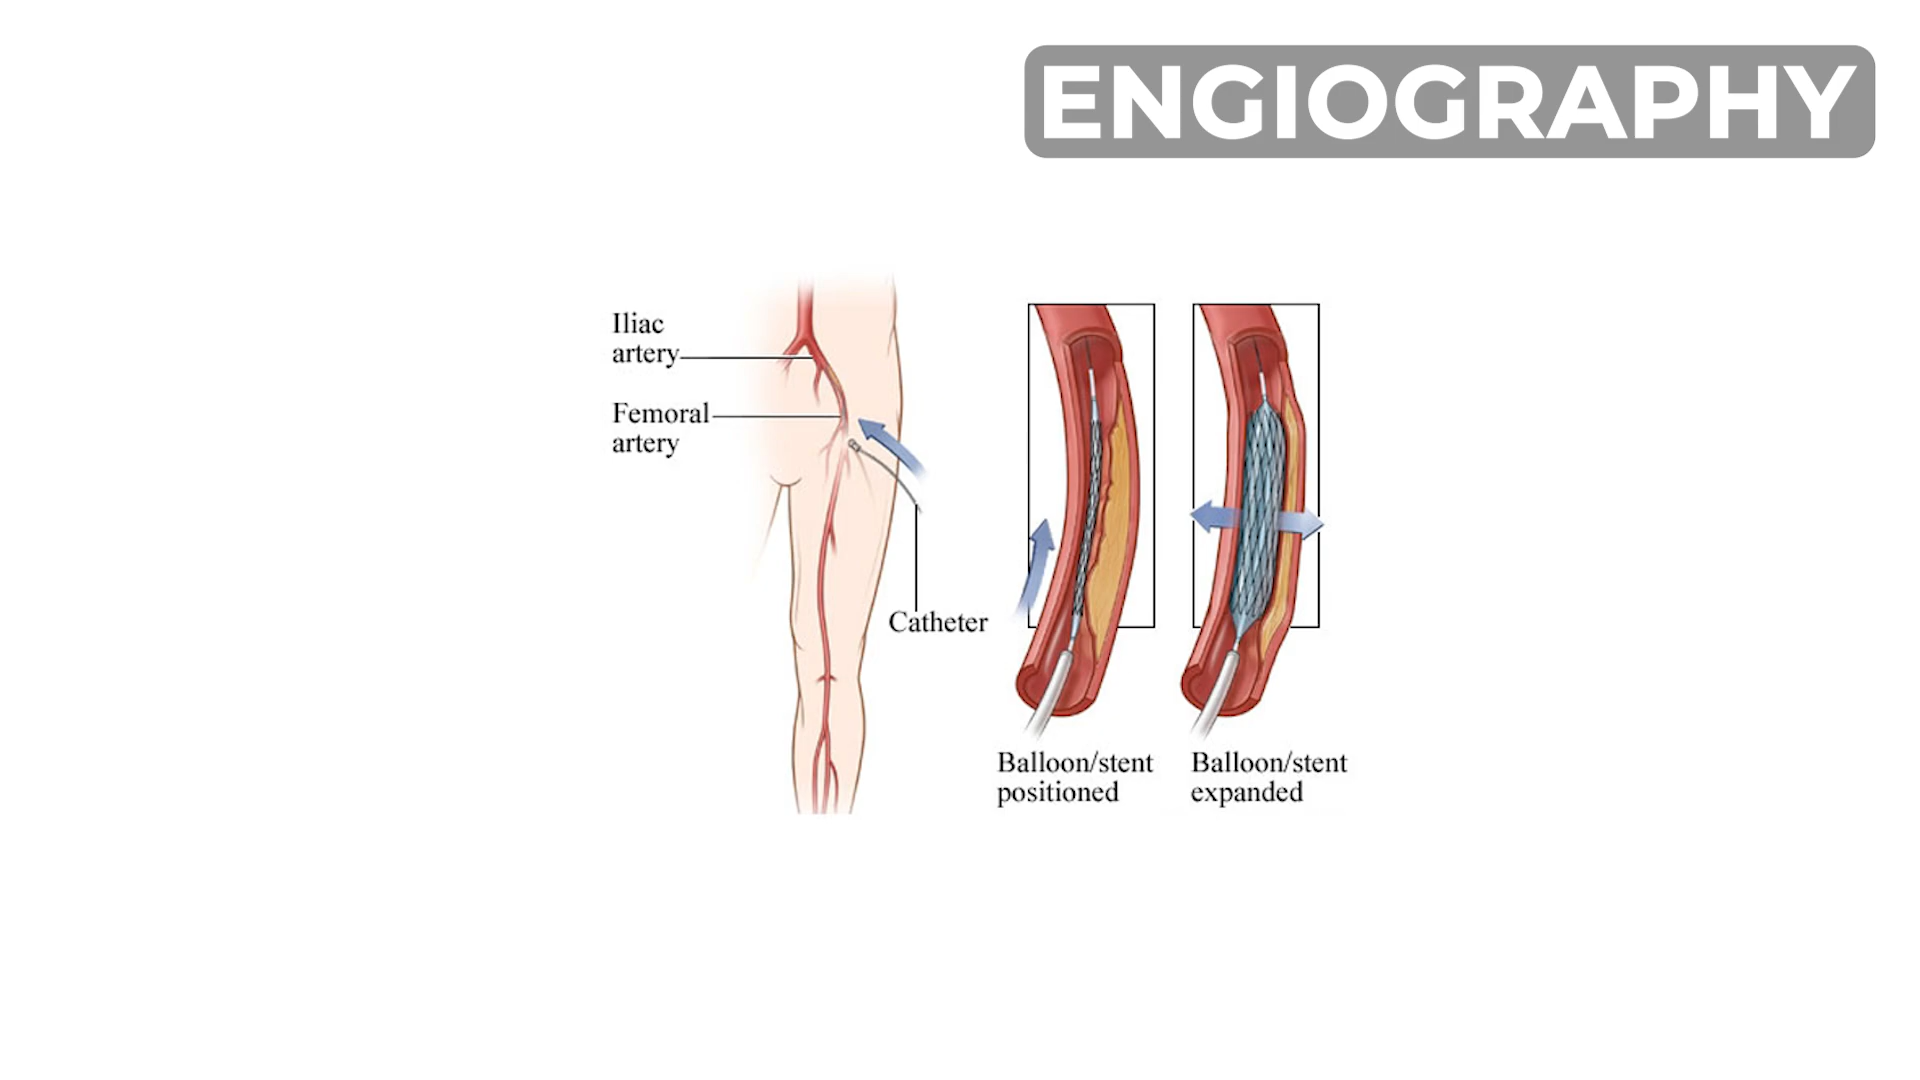 ENGIOGRAPHY
Iliac
artery
Femoral
artery
Catheter
Balloon/stent
positioned
Balloon/stent
expanded